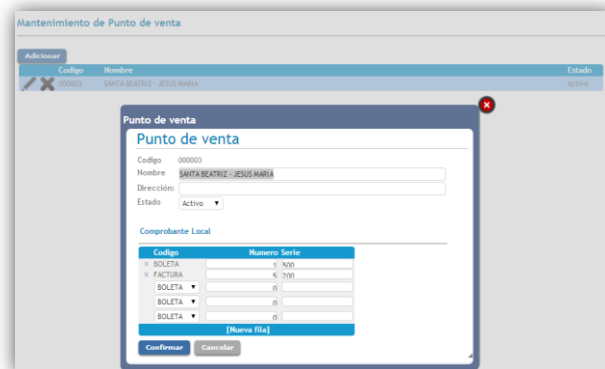 Mantenimiento de Punto de venta
Adicionar
Codigo Nombre Estado
000003 SANTA BEATRIZ - JESUS MARIA Activo
Punto de venta
Punto de venta
Codigo 000003
Nombre SANTA BEATRIZ - JESUS MARIA
Dirección:
Estado Activo
Comprobante Local
Codigo Numero Serie
BOLETA 1 500
FACTURA 5 200
BOLETA 0
BOLETA 0
BOLETA 0
[Nueva fila]
Confirmar Cancelar